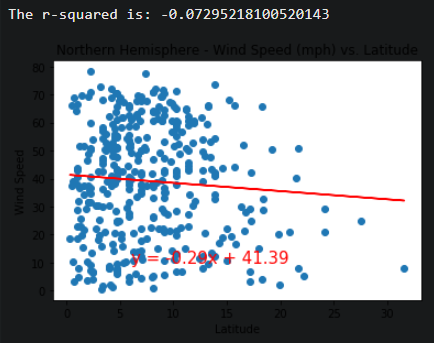 The r-squared is: -0.07295218100520143
Northern Hemisphere - Wind Speed (mph) vs. Latitude
80
70
60
50
40
30
20
10
0
Wind Speed
y = -0.29x + 41.39
0 5 10 15 20 25 30
Latitude